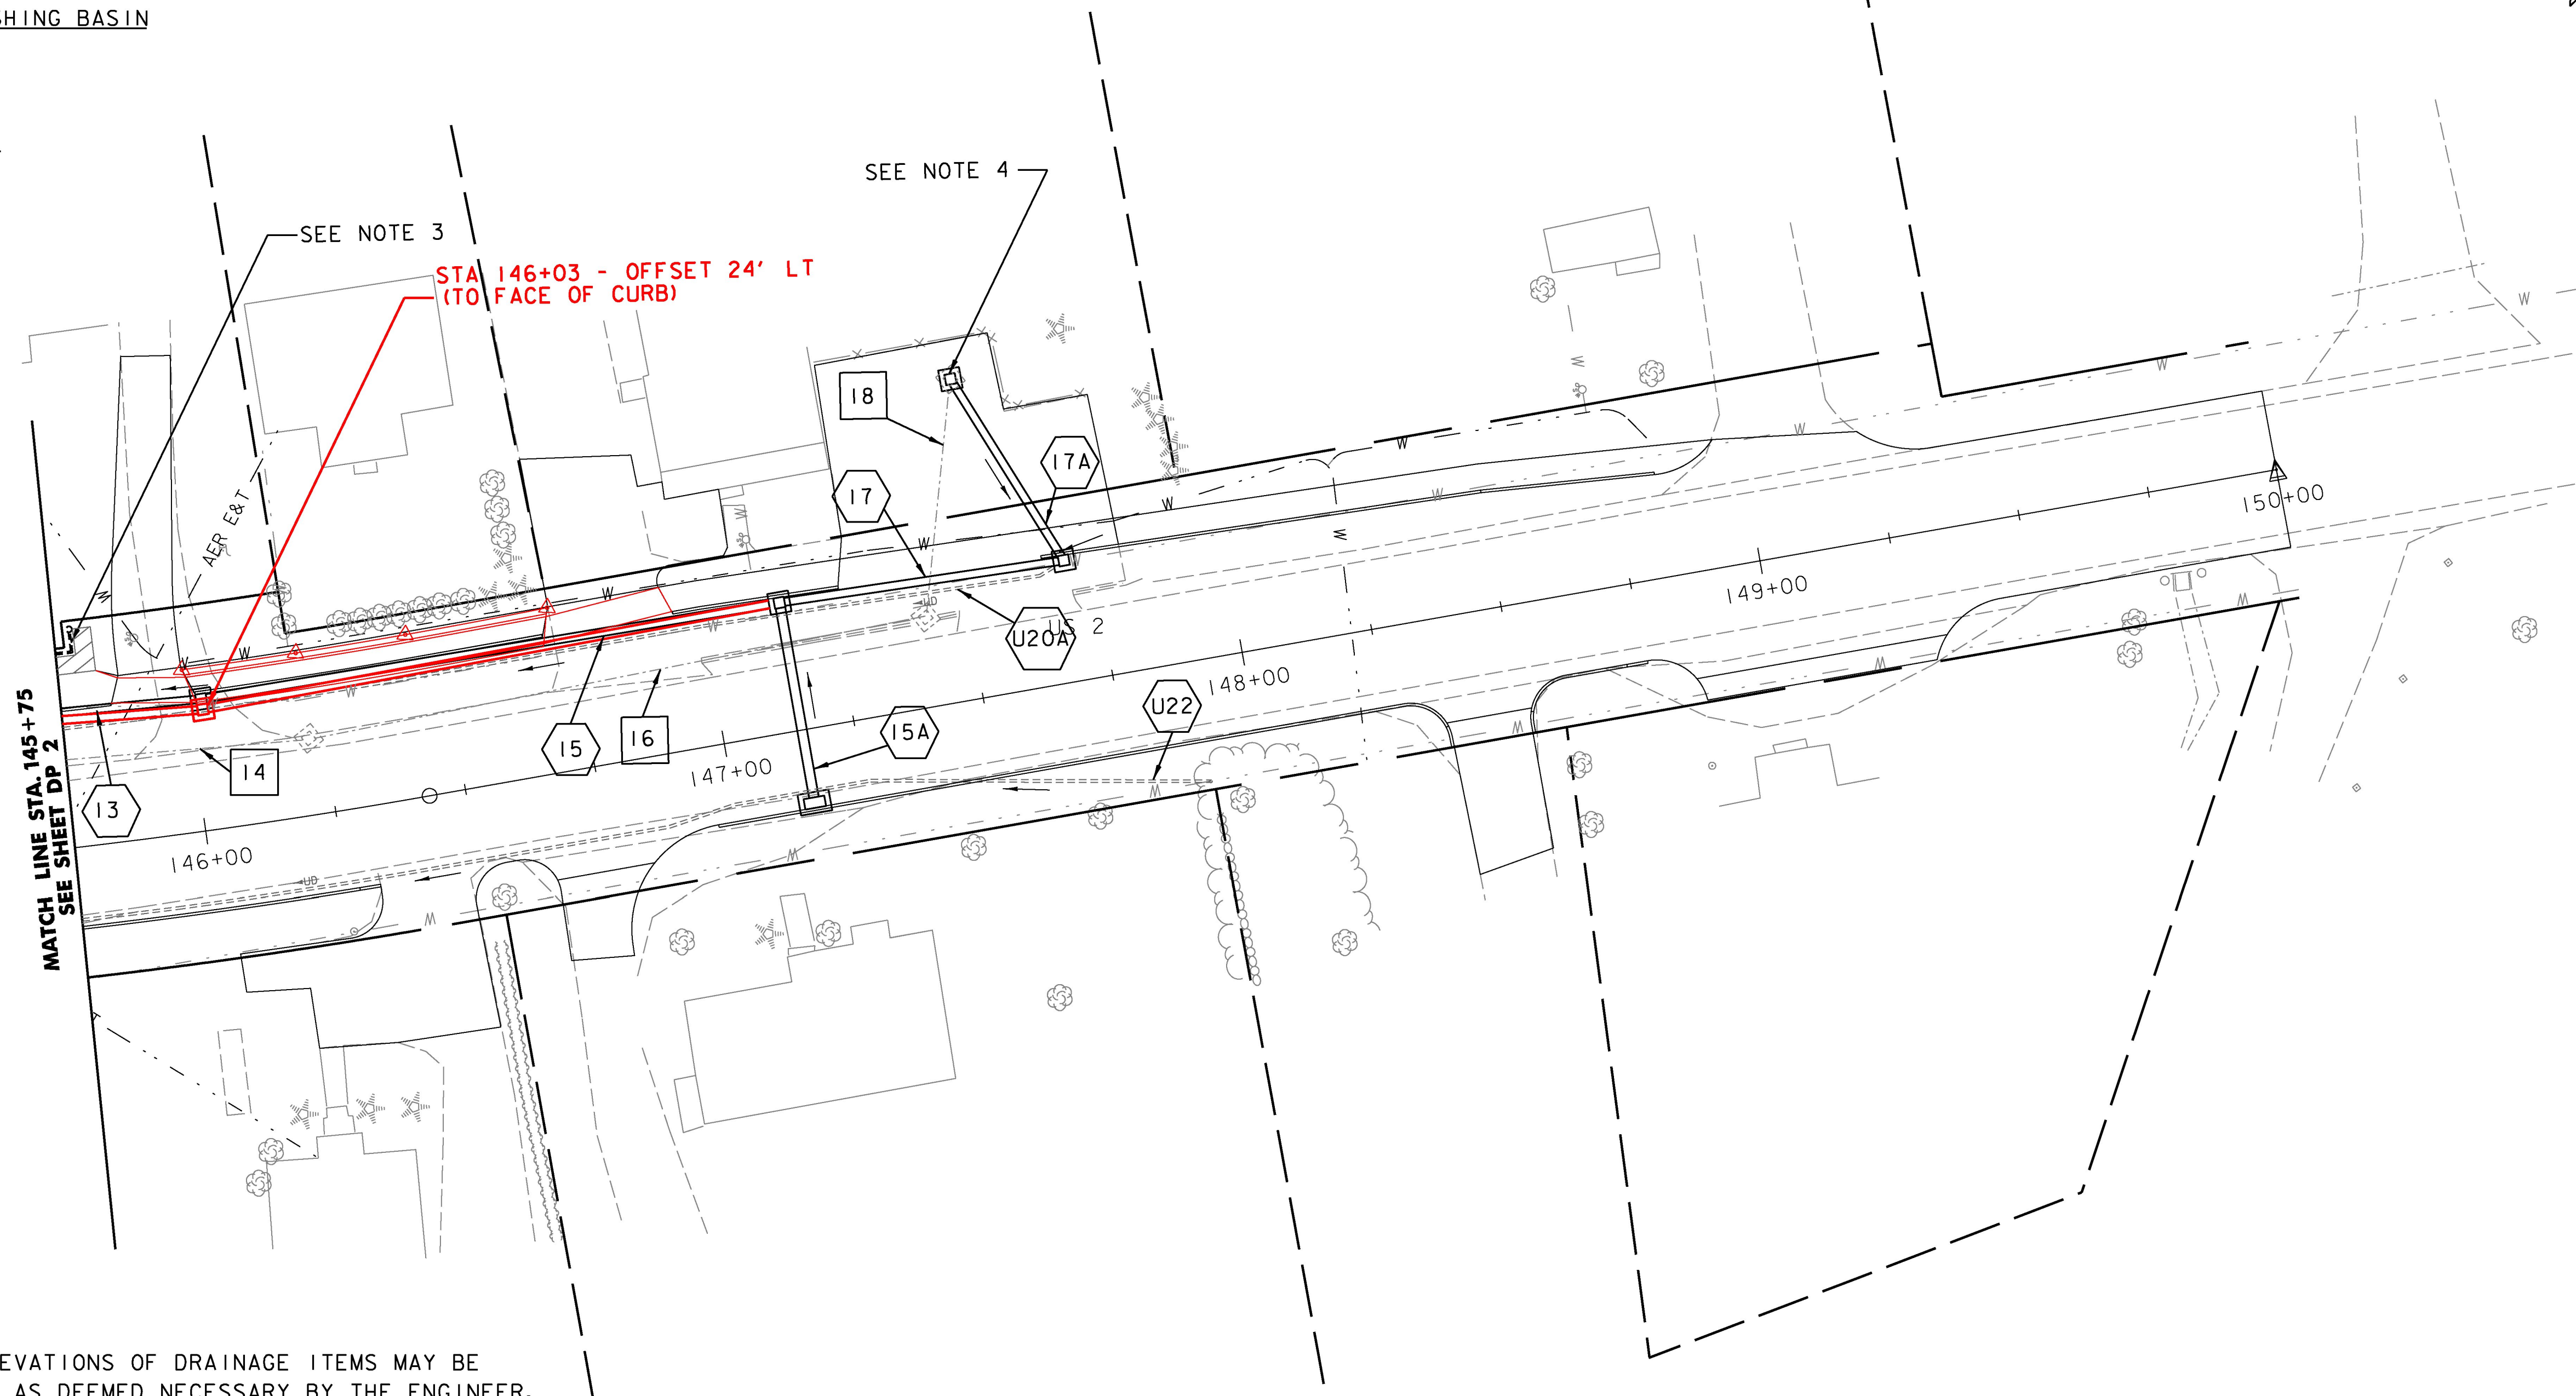 SHING BASIN
SEE NOTE 4
SEE NOTE 3
STA 146+03 - OFFSET 24' LT
(TO FACE OF CURB)
18
17A
17
AER E&T
W
W
W
W
W
W
W
W
W
W
W
W
150+00
149+00
UD
US 2
U20A
148+00
U22
15A
16
15
147+00
14
13
146+00
UD
MATCH LINE STA. 145+75
SEE SHEET DP 2
EVATIONS OF DRAINAGE ITEMS MAY BE
AS DEEMED NECESSARY BY THE ENGINEER.